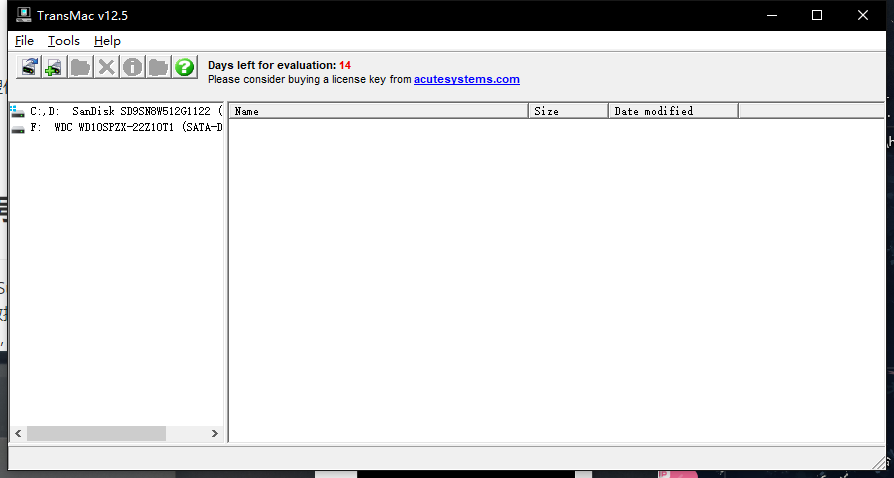 TransMac v12.5
File Tools Help
Days left for evaluation: 14
Please consider buying a license key from acutesystems.com
C:,D: SanDisk SD9SN8W512G1122 (
F: WDC WD10SPZX-22Z10T1 (SATA-D
Name Size Date modified